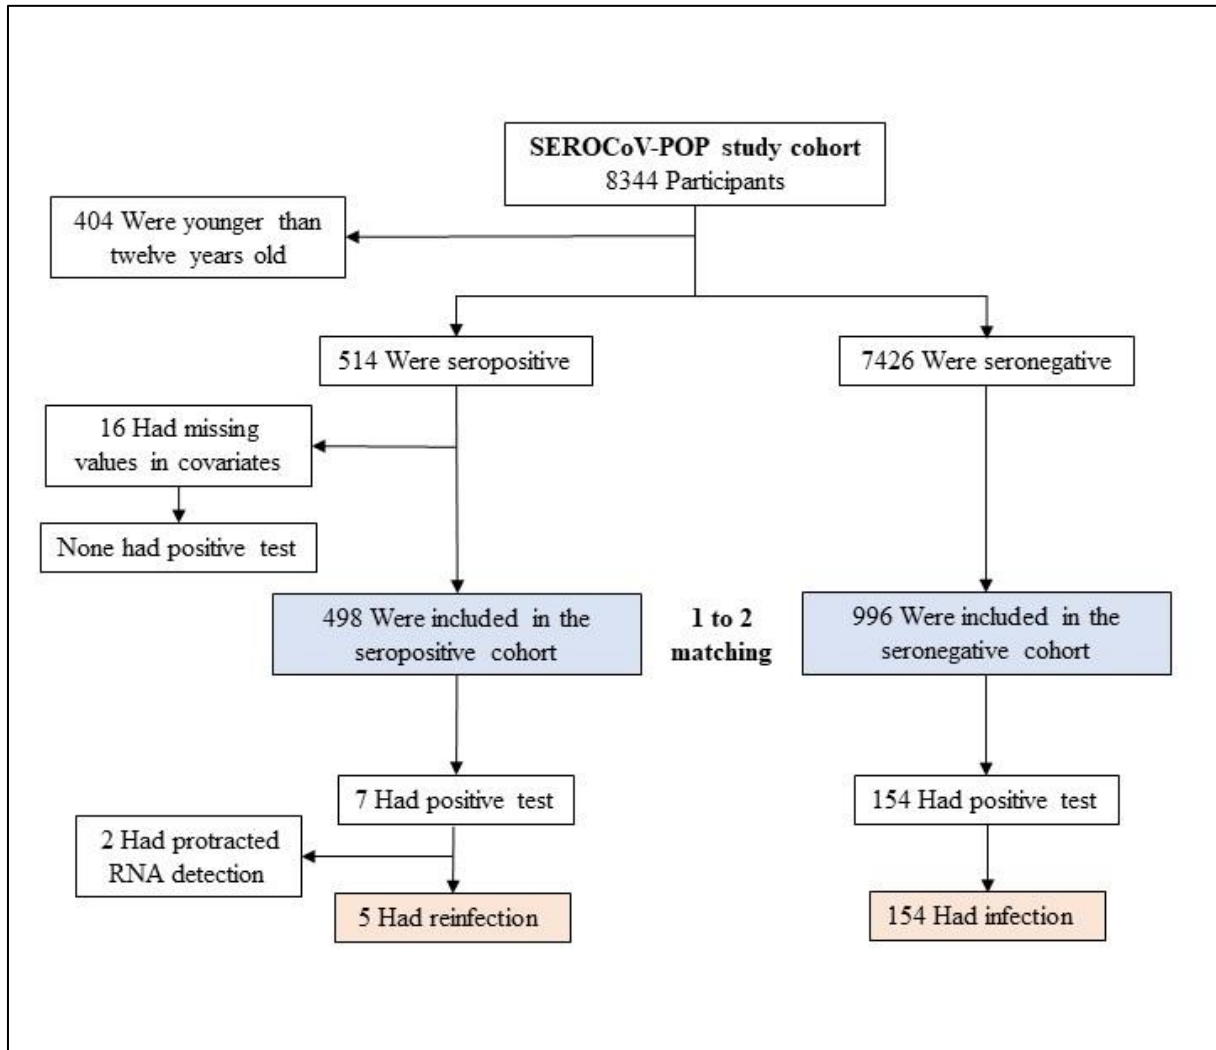 SEROCoV-POP study cohort
8344 Participants
404 Were younger than
twelve years old
514 Were seropositive
7426 Were seronegative
16 Had missing
values in covariates
None had positive test
498 Were included in the
seropositive cohort
1 to 2
matching
996 Were included in the
seronegative cohort
7 Had positive test
154 Had positive test
2 Had protracted
RNA detection
5 Had reinfection
154 Had infection